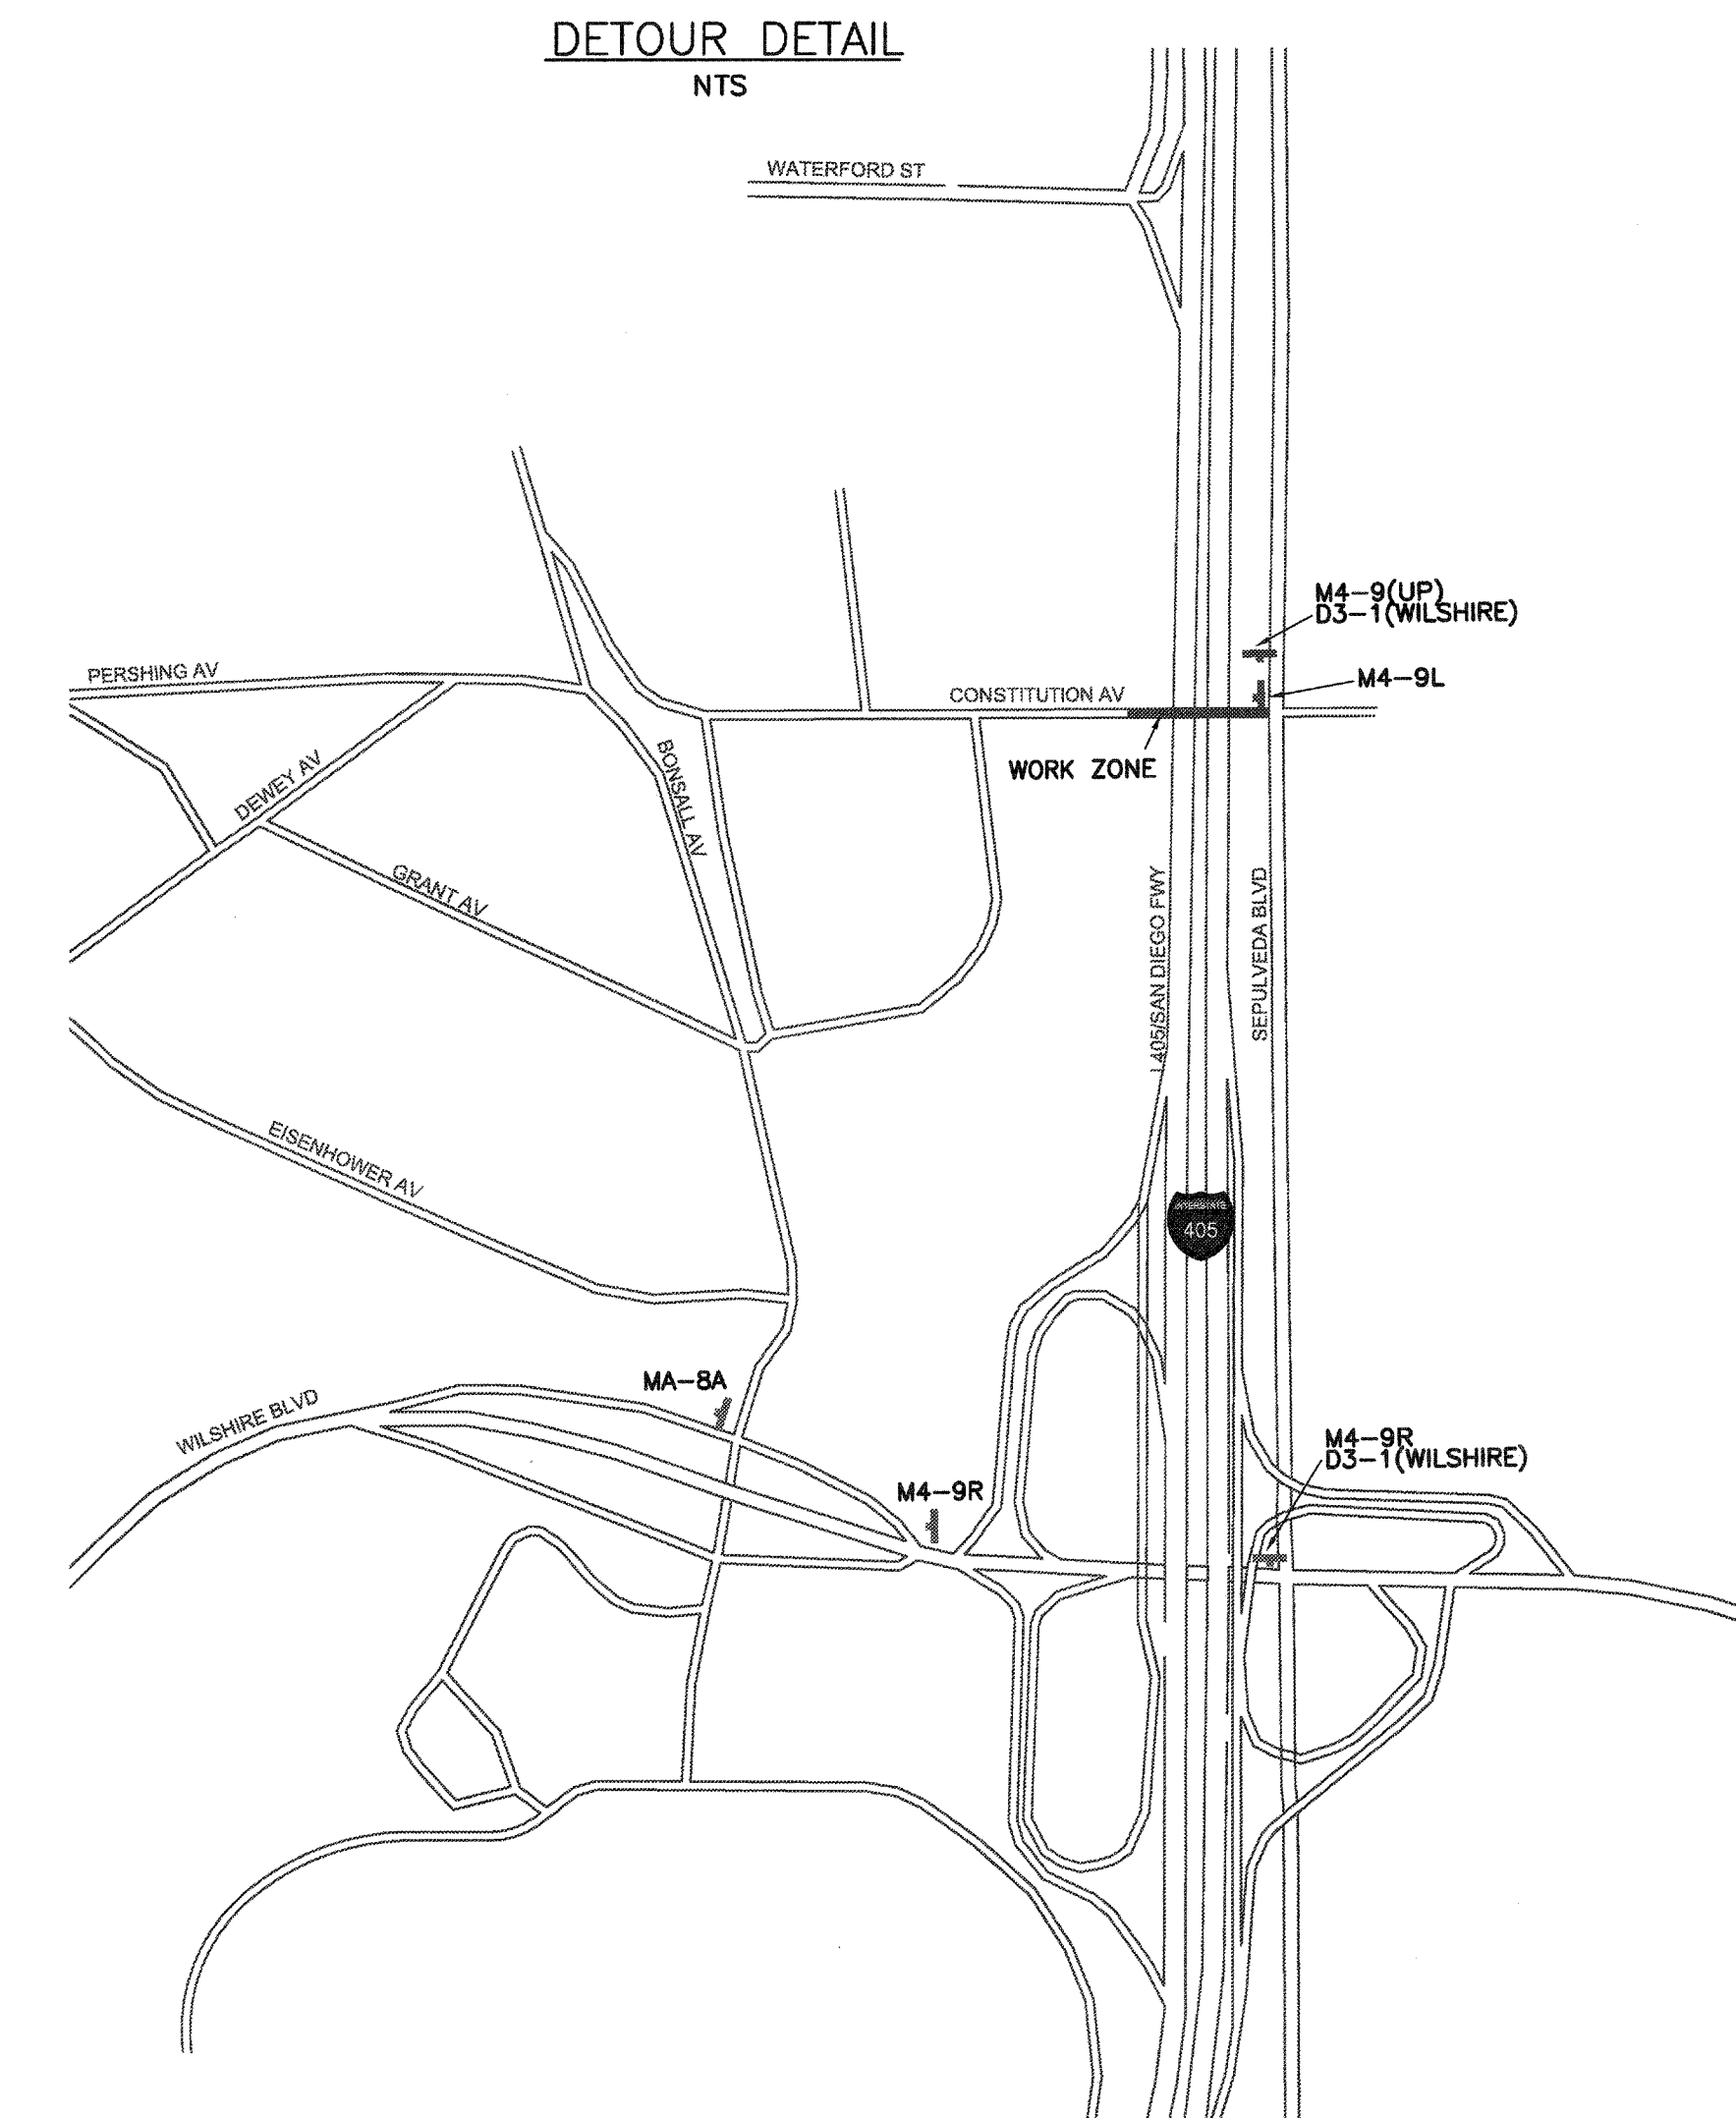 DETOUR DETAIL
NTS
WATERFORD ST
M4-9(UP)
D3-1(WILSHIRE)
PERSHING AV
M4-9L
CONSTITUTION AV
WORK ZONE
BONSALL AV
DEWEY AV
GRANT AV
I 405/SAN DIEGO FWY
SEPULVEDA BLVD
EISENHOWER AV
INTERSTATE
405
MA-8A
WILSHIRE BLVD
M4-9R
D3-1(WILSHIRE)
M4-9R